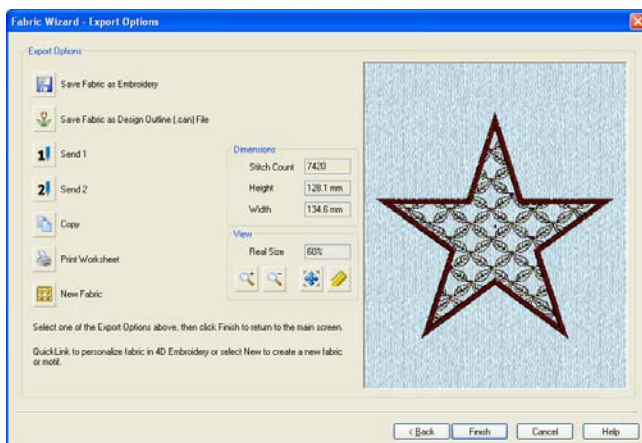 Fabric Wizard - Export Options
Export Options
Save Fabric as Embroidery
Save Fabric as Design Outline (.can) File
1 Send 1
2 Send 2
Copy
Print Worksheet
New Fabric
Dimensions
Stitch Count 7420
Height 128.1 mm
Width 134.6 mm
View
Real Size 60%
Select one of the Export Options above, then click Finish to return to the main screen.
QuickLink to personalize fabric in 4D Embroidery or select New to create a new fabric
or motif.
< Back Finish Cancel Help